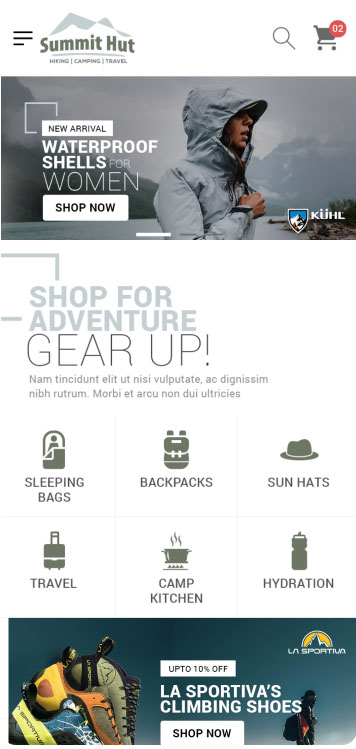 Summit Hut
HIKING | CAMPING | TRAVEL
02
NEW ARRIVAL
WATERPROOF
SHELLS FOR
WOMEN
SHOP NOW
KÜHL
SHOP FOR
ADVENTURE
GEAR UP!
Nam tincidunt elit ut nisi vulputate, ac dignissim
nibh rutrum. Morbi et arcu non dui ultricies
SLEEPING
BAGS
BACKPACKS
SUN HATS
TRAVEL
CAMP
KITCHEN
HYDRATION
LA SPORTIVA
UPTO 10% OFF
LA SPORTIVA'S
CLIMBING SHOES
SHOP NOW
LA SPORTIVA